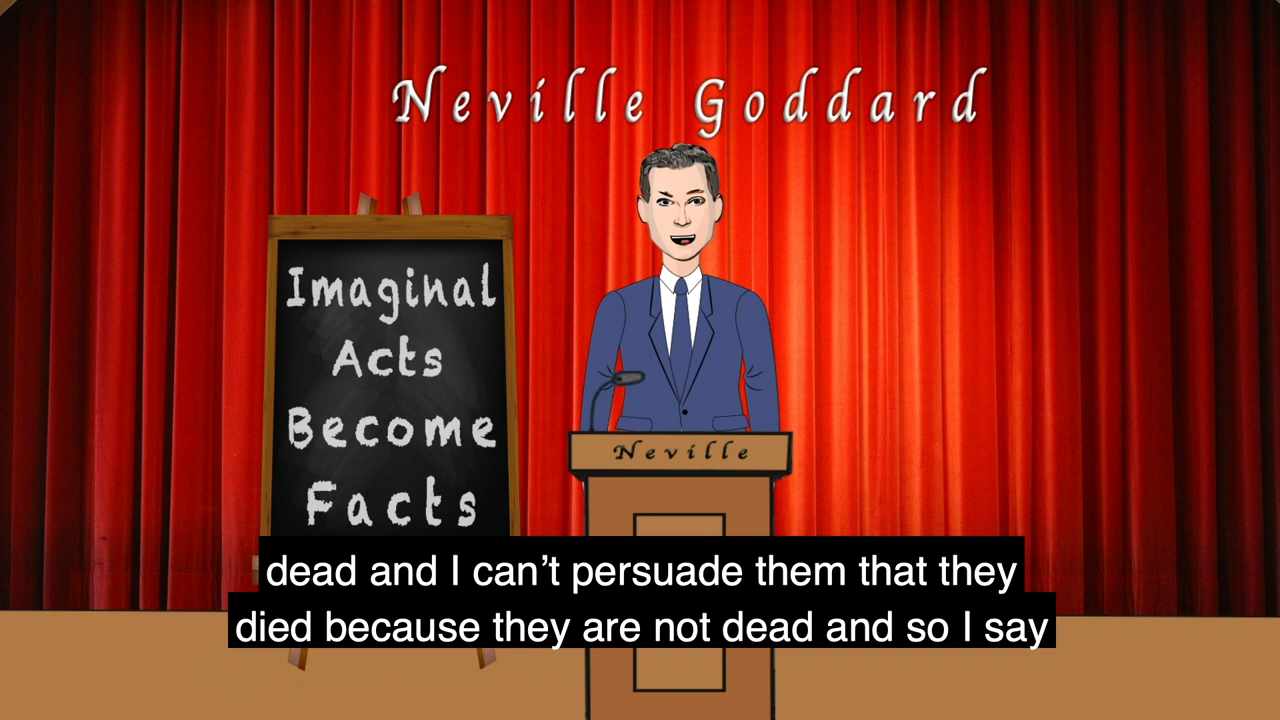 Neville Goddard
Imaginal
Acts
Become
Facts
Neville
dead and I can’t persuade them that they
died because they are not dead and so I say